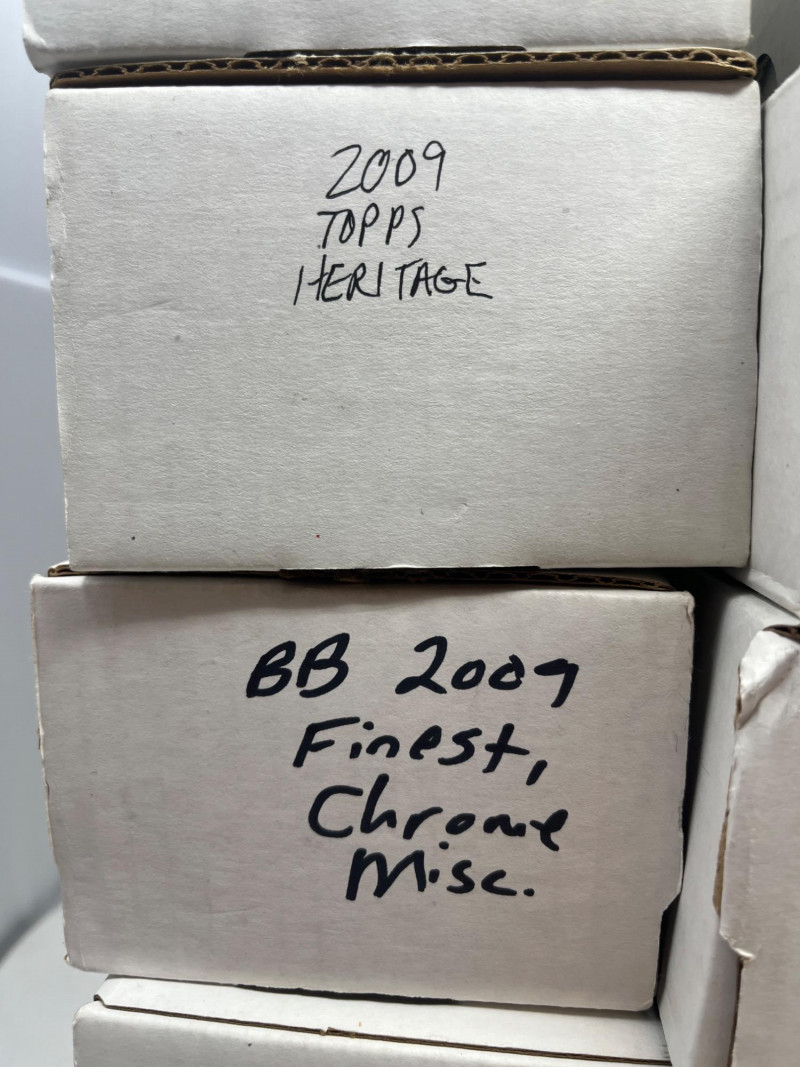 2009
TOPPS
HERITAGE
BB 2009
Finest,
Chrome
Misc.